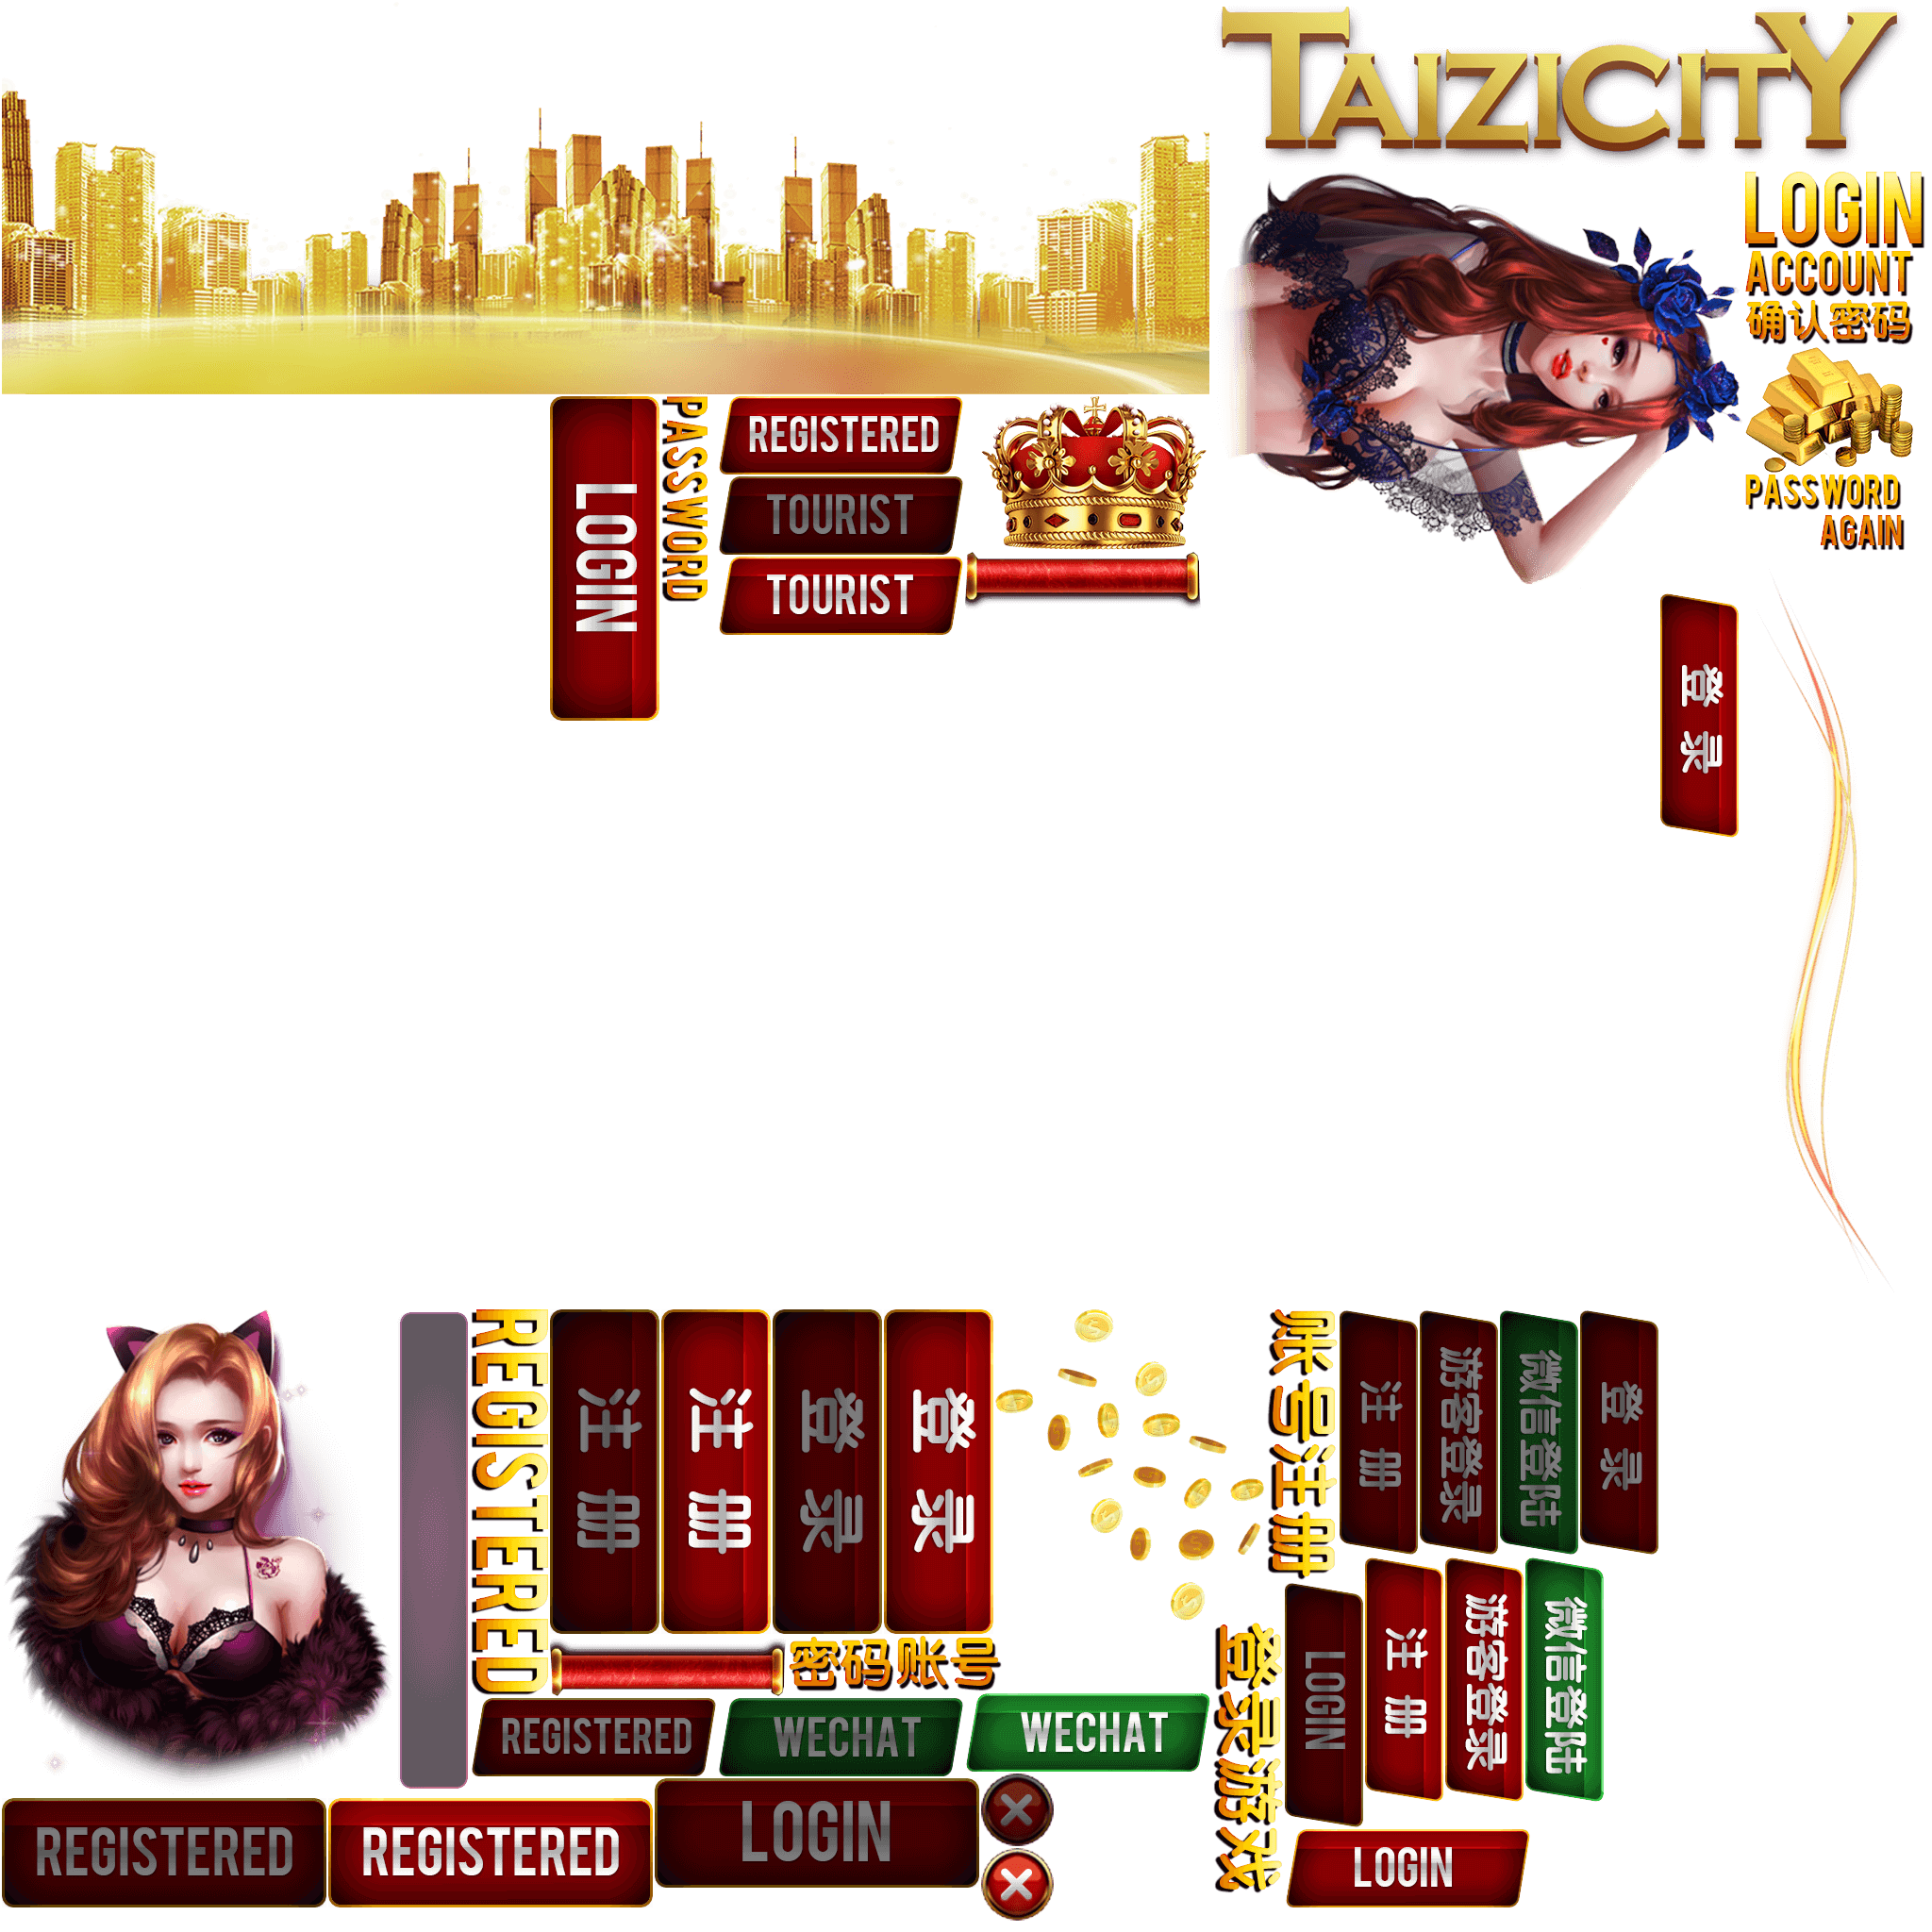 TAIZICITY
LOGIN
ACCOUNT
确认密码
PASSWORD
AGAIN
LOGIN
PASSWORD
REGISTERED
TOURIST
TOURIST
登录
REGISTERED
注册
注册
登录
登录
账号注册
注册
游客登录
微信登陆
登录
密码账号
REGISTERED
WECHAT
WECHAT
登录游戏
LOGIN
注册
游客登录
微信登陆
REGISTERED
REGISTERED
LOGIN
LOGIN